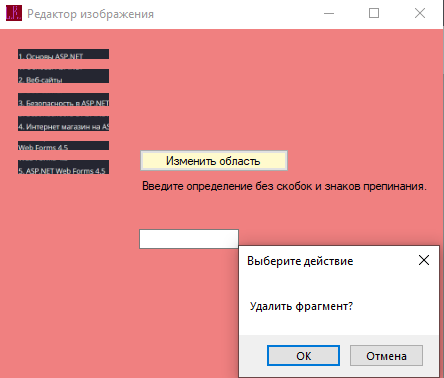 Редактор изображения
1. Основы ASP.NET
2. Веб-сайты
3. Безопасность в ASP.NET
4. Интернет магазин на AS
Web Forms 4.5
5. ASP.NET Web Forms 4.5
Изменить область
Введите определение без скобок и знаков препинания.
Выберите действие
Удалить фрагмент?
ОК
Отмена